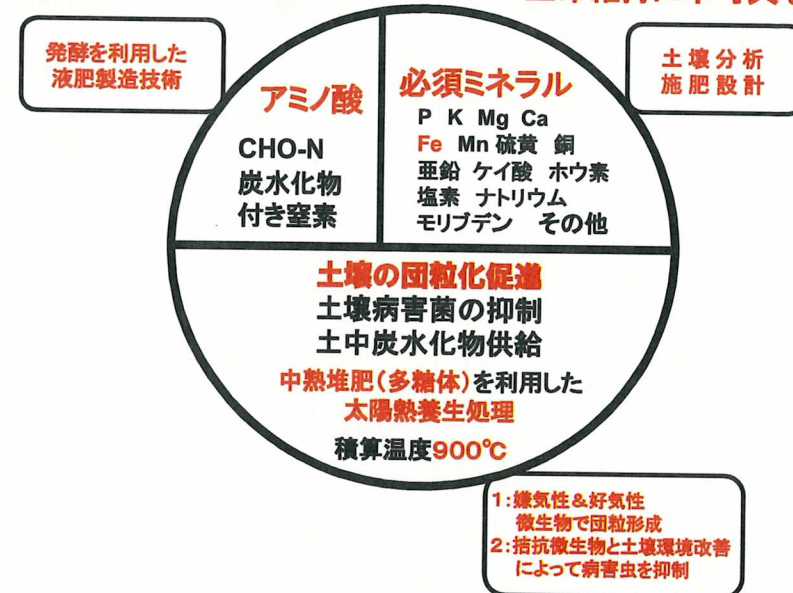 発酵を利用した
液肥製造技術
土壌分析
施肥設計
アミノ酸
CHO-N
炭水化物
付き窒素
必須ミネラル
P K Mg Ca
Fe Mn 硫黄 銅
亜鉛 ケイ酸 ホウ素
塩素 ナトリウム
モリブデン その他
土壌の団粒化促進
土壌病害菌の抑制
土中炭水化物供給
中熟堆肥(多糖体)を利用した
太陽熱養生処理
積算温度900℃
1:嫌気性&好気性
微生物で団粒形成
2:拮抗微生物と土壌環境改善
によって病害虫を抑制